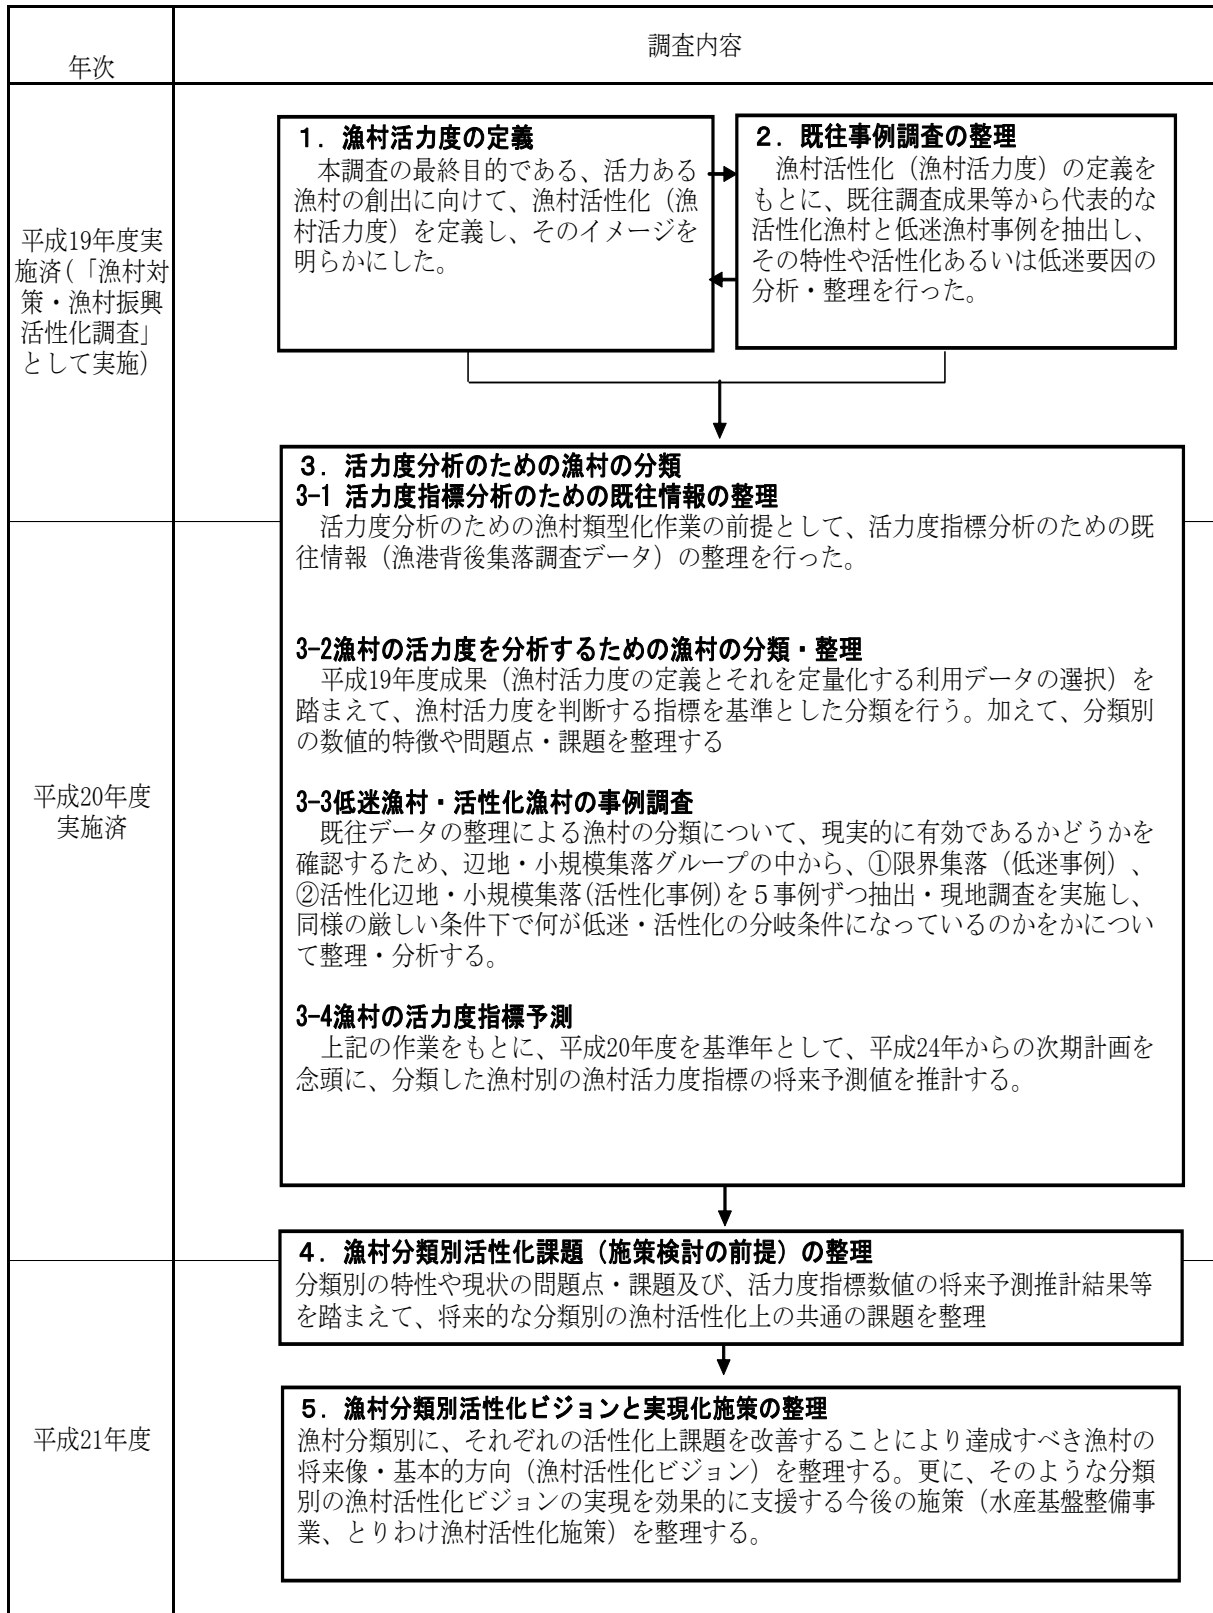 年次
調査内容
平成19年度実
施済(「漁村対
策・漁村振興
活性化調査」
として実施)
1．漁村活力度の定義
本調査の最終目的である、活力ある
漁村の創出に向けて、漁村活性化（漁
村活力度）を定義し、そのイメージを
明らかにした。
2．既往事例調査の整理
漁村活性化（漁村活力度）の定義を
もとに、既往調査成果等から代表的な
活性化漁村と低迷漁村事例を抽出し、
その特性や活性化あるいは低迷要因の
分析・整理を行った。
3．活力度分析のための漁村の分類
3-1 活力度指標分析のための既往情報の整理
活力度分析のための漁村類型化作業の前提として、活力度指標分析のための既
往情報（漁港背後集落調査データ）の整理を行った。
平成20年度
実施済
3-2漁村の活力度を分析するための漁村の分類・整理
平成19年度成果（漁村活力度の定義とそれを定量化する利用データの選択）を
踏まえて、漁村活力度を判断する指標を基準とした分類を行う。加えて、分類別
の数値的特徴や問題点・課題を整理する
3-3低迷漁村・活性化漁村の事例調査
既往データの整理による漁村の分類について、現実的に有効であるかどうかを
確認するため、辺地・小規模集落グループの中から、①限界集落（低迷事例）、
②活性化辺地・小規模集落(活性化事例)を５事例ずつ抽出・現地調査を実施し、
同様の厳しい条件下で何が低迷・活性化の分岐条件になっているのかをかについ
て整理・分析する。
3-4漁村の活力度指標予測
上記の作業をもとに、平成20年度を基準年として、平成24年からの次期計画を
念頭に、分類した漁村別の漁村活力度指標の将来予測値を推計する。
平成21年度
4．漁村分類別活性化課題（施策検討の前提）の整理
分類別の特性や現状の問題点・課題及び、活力度指標数値の将来予測推計結果等
を踏まえて、将来的な分類別の漁村活性化上の共通の課題を整理
5．漁村分類別活性化ビジョンと実現化施策の整理
漁村分類別に、それぞれの活性化上課題を改善することにより達成すべき漁村の
将来像・基本的方向（漁村活性化ビジョン）を整理する。更に、そのような分類
別の漁村活性化ビジョンの実現を効果的に支援する今後の施策（水産基盤整備事
業、とりわけ漁村活性化施策）を整理する。